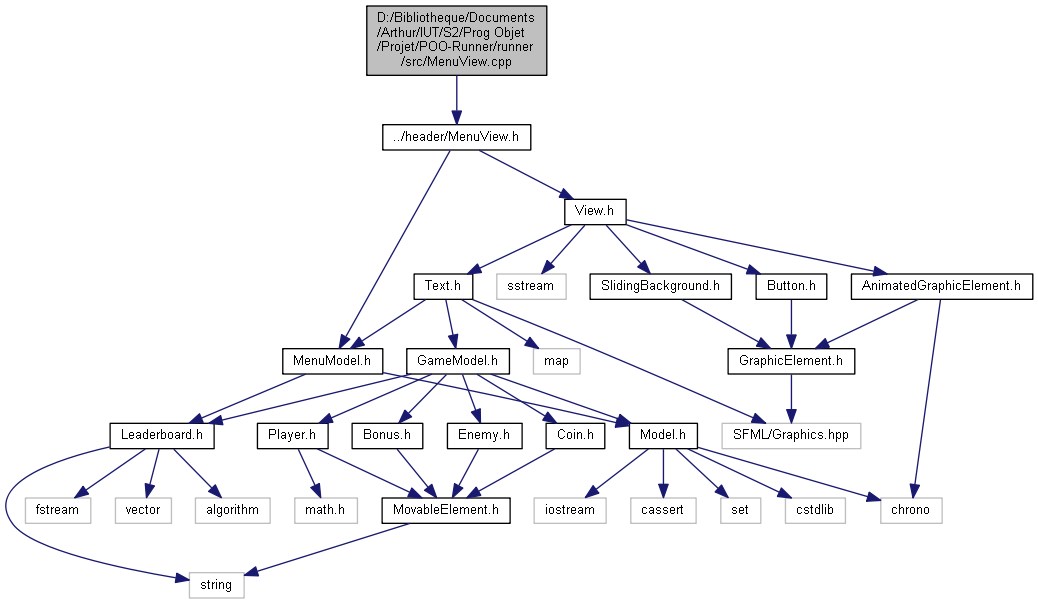 D:/Bibliotheque/Documents
/Arthur/IUT/S2/Prog Objet
/Projet/POO-Runner/runner
/src/MenuView.cpp
../header/MenuView.h
View.h
Text.h
sstream
SlidingBackground.h
Button.h
AnimatedGraphicElement.h
MenuModel.h
GameModel.h
map
GraphicElement.h
Leaderboard.h
Player.h
Bonus.h
Enemy.h
Coin.h
Model.h
SFML/Graphics.hpp
fstream
vector
algorithm
math.h
MovableElement.h
iostream
cassert
set
cstdlib
chrono
string